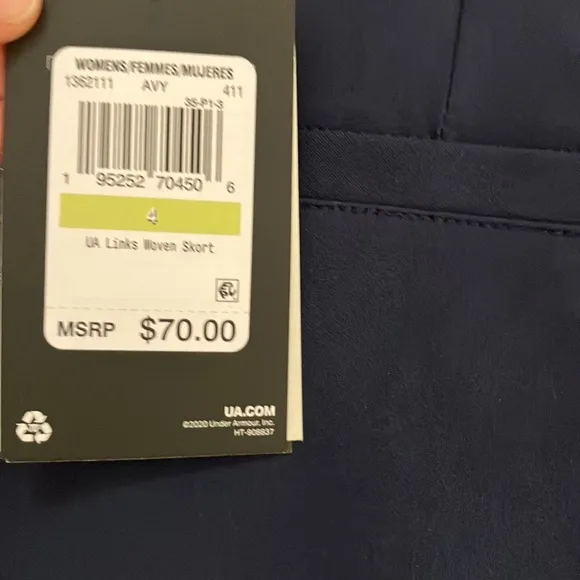 WOMENS/FEMMES/MUJERES
1362111 AVY 411
35-P1-3
1 95252 70450 6
4
UA Links Woven Skort
MSRP $70.00
UA.COM
©2020 Under Armour, Inc.
HT-808837